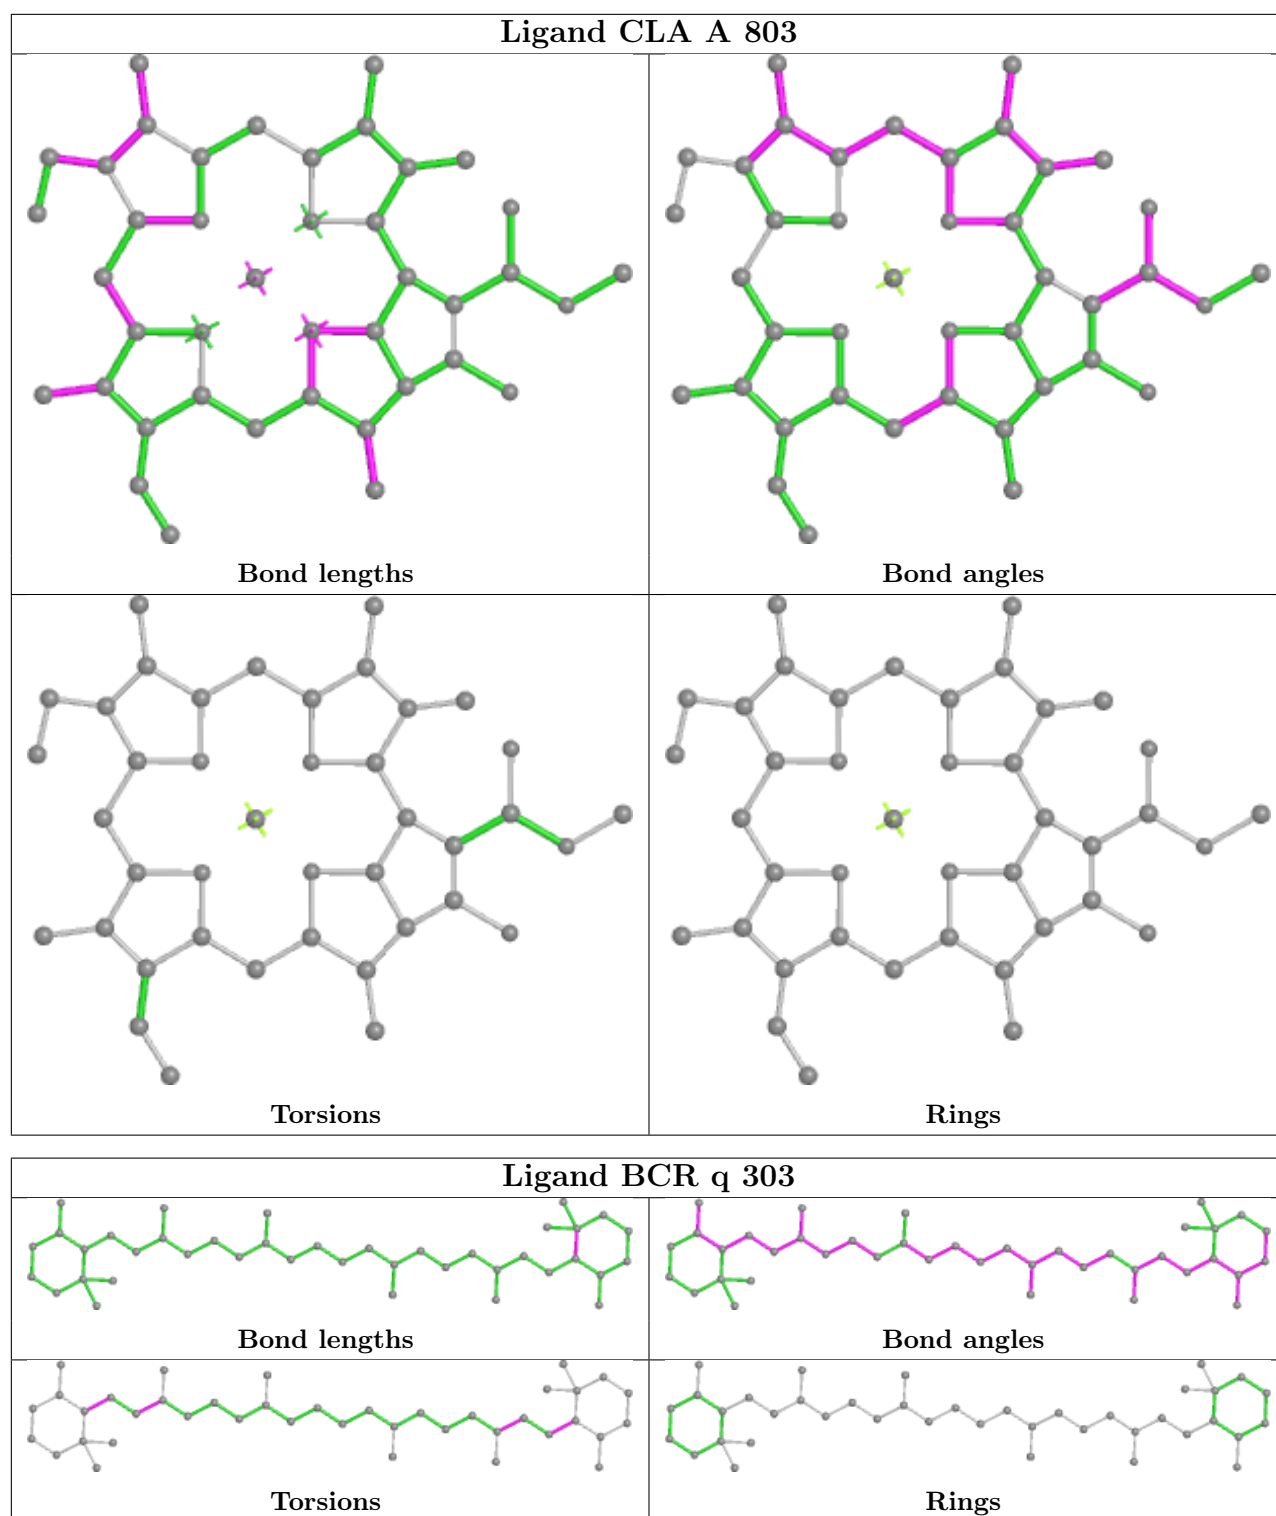 Ligand CLA A 803
Bond lengths
Bond angles
Torsions
Rings
Ligand BCR q 303
Bond lengths
Bond angles
Torsions
Rings